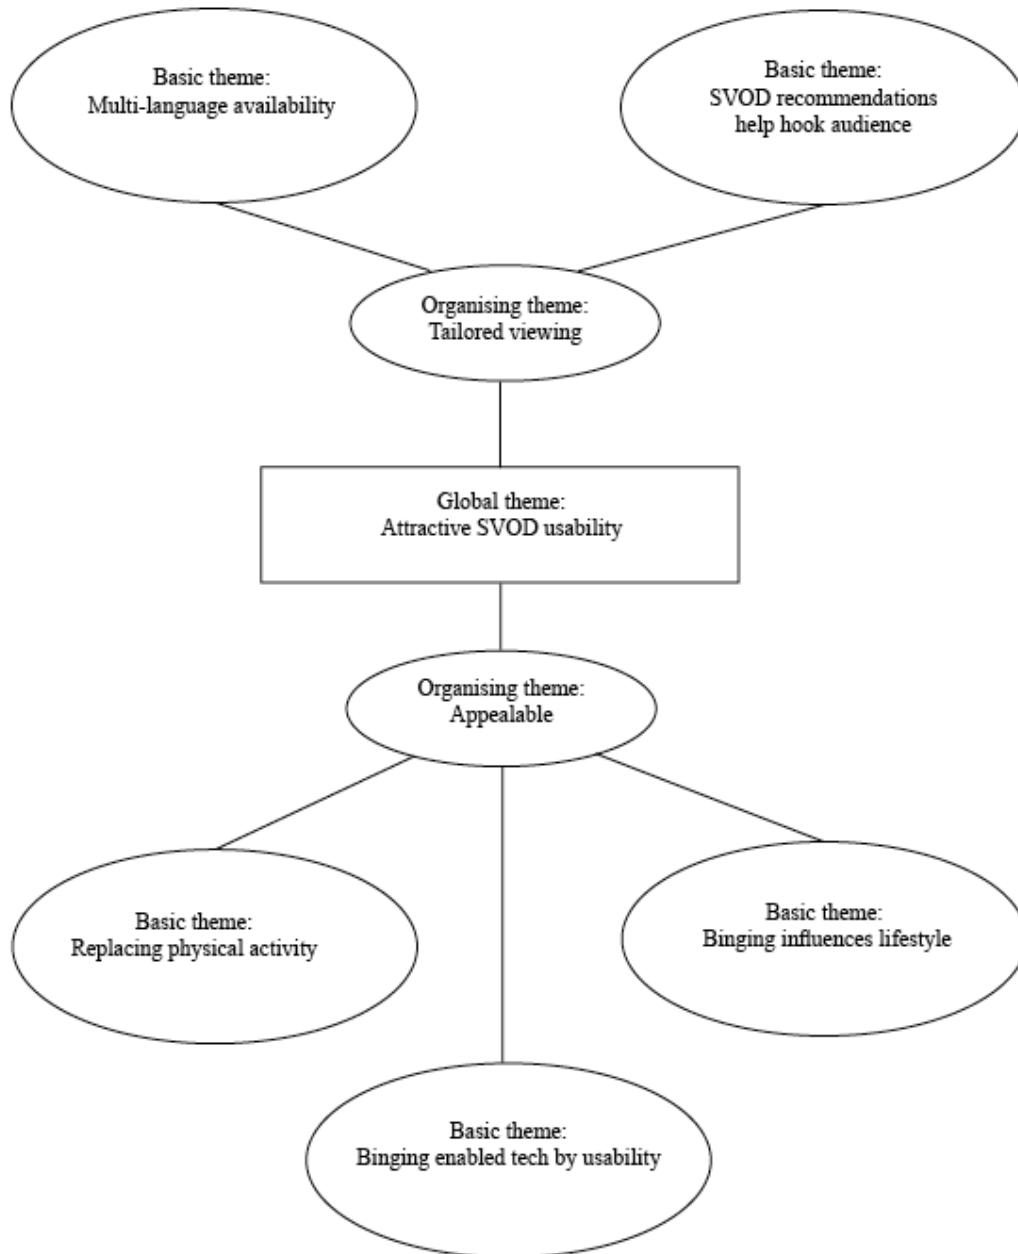 Basic theme:
Multi-language availability
Basic theme:
SVOD recommendations
help hook audience
Organising theme:
Tailored viewing
Global theme:
Attractive SVOD usability
Organising theme:
Appealable
Basic theme:
Replacing physical activity
Basic theme:
Binging influences lifestyle
Basic theme:
Binging enabled tech by usability